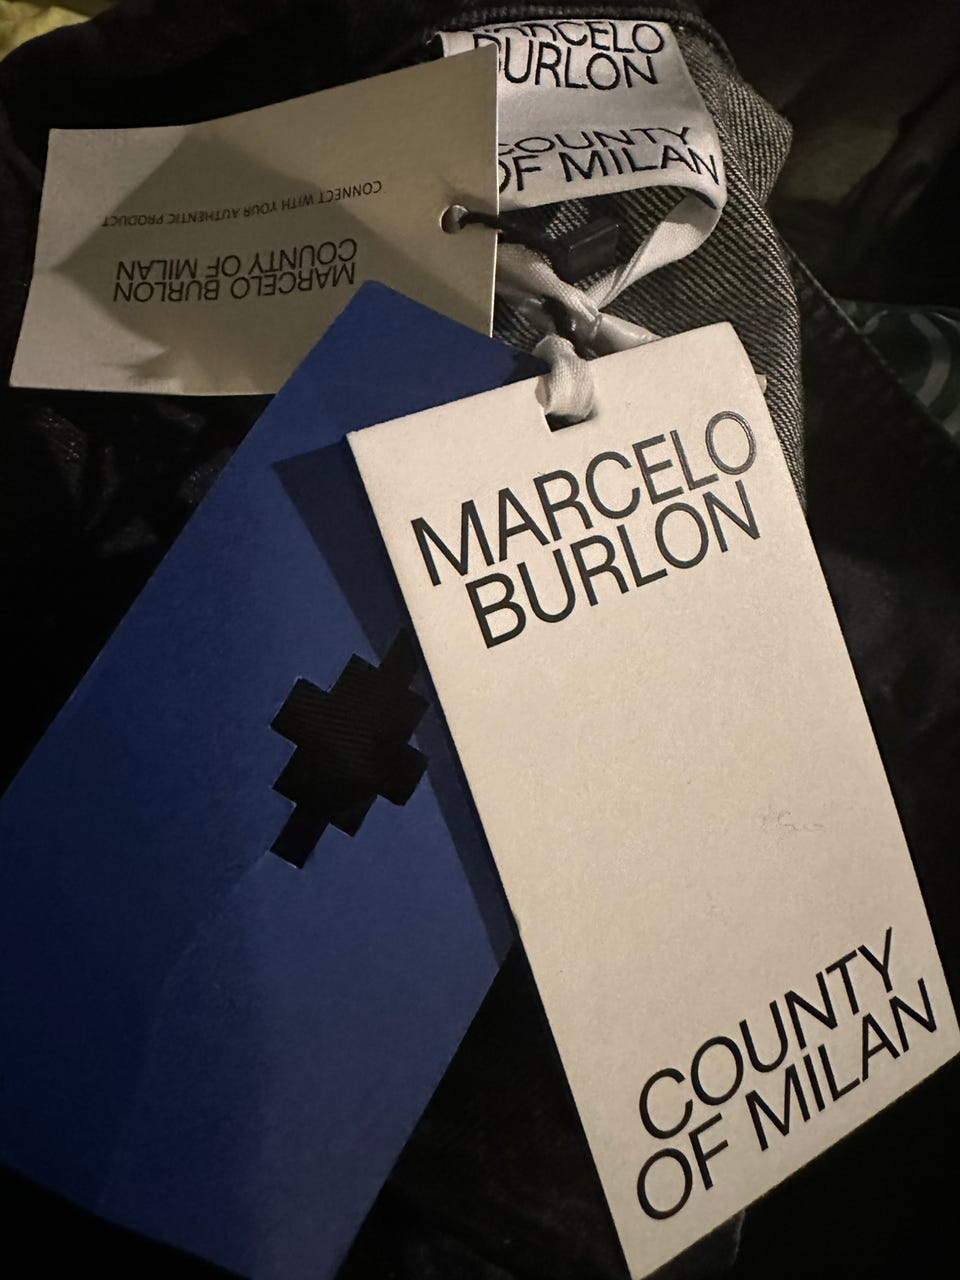 MARCELO
BURLON
COUNTY
OF MILAN
CONNECT WITH YOUR AUTHENTIC PRODUCT
MARCELO BURLON
COUNTY OF MILAN
MARCELO
BURLON
COUNTY
OF MILAN